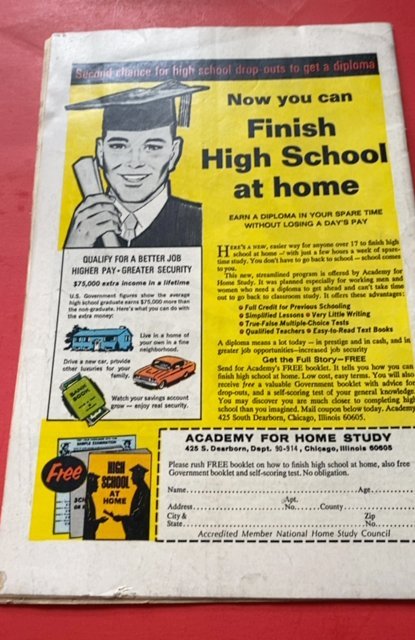 Second chance for high school drop-outs to get a diploma
Now you can
Finish
High School
at home
EARN A DIPLOMA IN YOUR SPARE TIME
WITHOUT LOSING A DAY'S PAY
HERE'S A NEW, easier way for anyone over 17 to finish high
school at home — with just a few hours a week of spare-
time study. You don't have to go back to school — school comes
to you.
This new, streamlined program is offered by Academy for
Home Study. It was planned especially for working men and
women who need a diploma to get ahead and can't take time
out to go back to classroom study. It offers these advantages:
Full Credit for Previous Schooling
Simplified Lessons Very Little Writing
True-False Multiple-Choice Tests
Qualified Teachers Easy-to-Read Text Books
A diploma means a lot today — in prestige and in cash, and in
greater job opportunities—increased job security
Get the Full Story—FREE
Send for Academy's FREE booklet. It tells you how you can
finish high school at home. Low cost, easy terms. You will also
receive free a valuable Government booklet with advice for
drop-outs, and a self-scoring test of your general knowledge.
You may discover you are much closer to completing high
school than you imagined. Mail coupon below today. Academy
425 South Dearborn, Chicago, Illinois 60605.
QUALIFY FOR A BETTER JOB
HIGHER PAY - GREATER SECURITY
$75,000 extra income in a lifetime
U.S. Government figures show the average
high school graduate earns $75,000 more than
the non-graduate. Here's what you can do with
the extra money:
Live in a home of
your own in a fine
neighborhood.
Drive a new car, provide
other luxuries for your
family.
Watch your savings account
grow — enjoy real security.
BANK
BOOK
Free
SAMPLE EXAMINATION
HIGH
SCHOOL
AT
HOME
ACADEMY FOR HOME STUDY
425 S. Dearborn, Dept. 90-914, Chicago, Illinois 60605
Please rush FREE booklet on how to finish high school at home, also free
Government booklet and self-scoring test. No obligation.
Name Age
Apt.
Address No. County
City & Zip
State No.
Accredited Member National Home Study Council